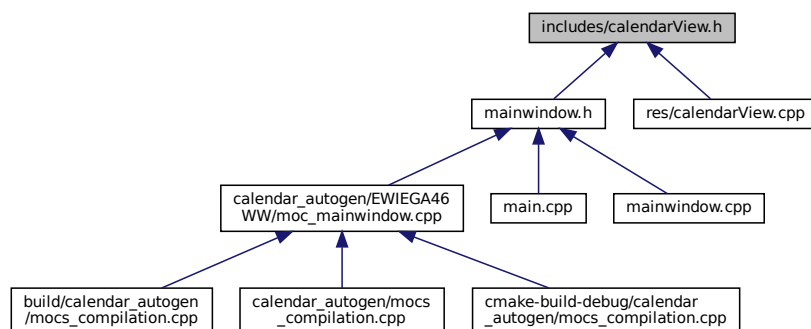 includes/calendarView.h
mainwindow.h
res/calendarView.cpp
calendar_autogen/EWIEGA46
WW/moc_mainwindow.cpp
main.cpp
mainwindow.cpp
build/calendar_autogen
/mocs_compilation.cpp
calendar_autogen/mocs
_compilation.cpp
cmake-build-debug/calendar
_autogen/mocs_compilation.cpp